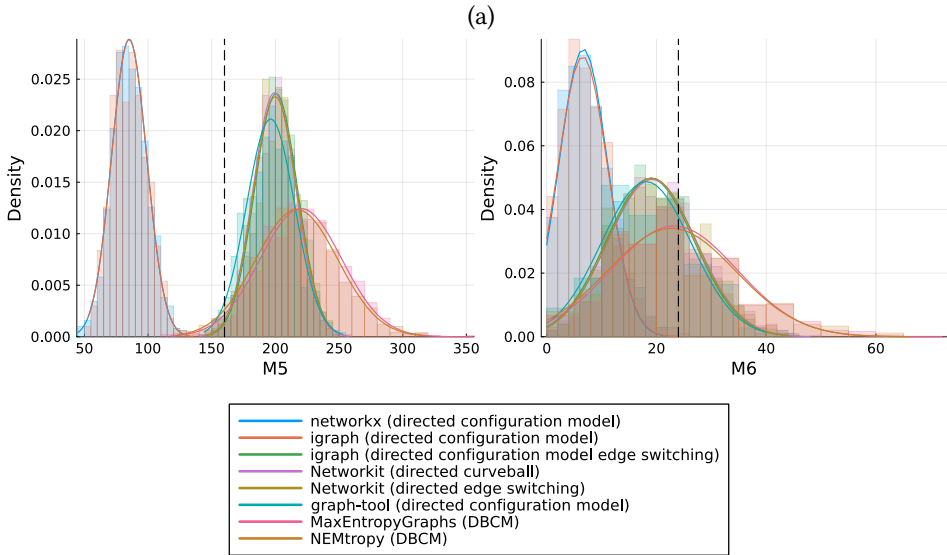 (a)
Density
0.025
0.020
0.015
0.010
0.005
0.000
50 100 150 200 250 300 350
M5
Density
0.08
0.06
0.04
0.02
0.00
0 20 40 60
M6
networkx (directed configuration model)
igraph (directed configuration model)
igraph (directed configuration model edge switching)
Networkit (directed curveball)
Networkit (directed edge switching)
graph-tool (directed configuration model)
MaxEntropyGraphs (DBCM)
NEMtropy (DBCM)